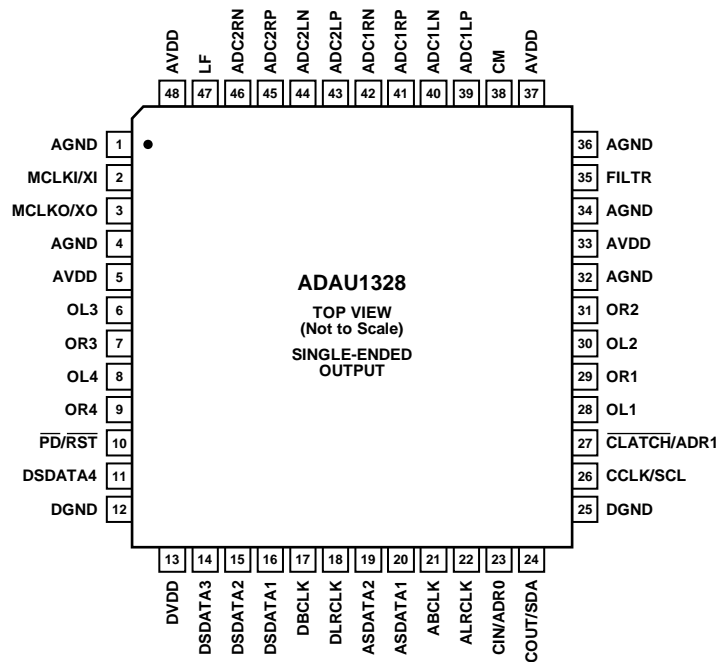 AVDD
LF
ADC2RN
ADC2RP
ADC2LN
ADC2LP
ADC1RN
ADC1RP
ADC1LN
ADC1LP
CM
AVDD
48 47 46 45 44 43 42 41 40 39 38 37
AGND 1
MCLKI/XI 2
MCLKO/XO 3
AGND 4
AVDD 5
OL3 6
OR3 7
OL4 8
OR4 9
PD/RST 10
DSDATA4 11
DGND 12
ADAU1328
TOP VIEW
(Not to Scale)
SINGLE-ENDED
OUTPUT
36 AGND
35 FILTR
34 AGND
33 AVDD
32 AGND
31 OR2
30 OL2
29 OR1
28 OL1
27 CLATCH/ADR1
26 CCLK/SCL
25 DGND
13 14 15 16 17 18 19 20 21 22 23 24
DVDD
DSDATA3
DSDATA2
DSDATA1
DBCLK
DLRCLK
ASDATA2
ASDATA1
ABCLK
ALRCLK
CIN/ADR0
COUT/SDA